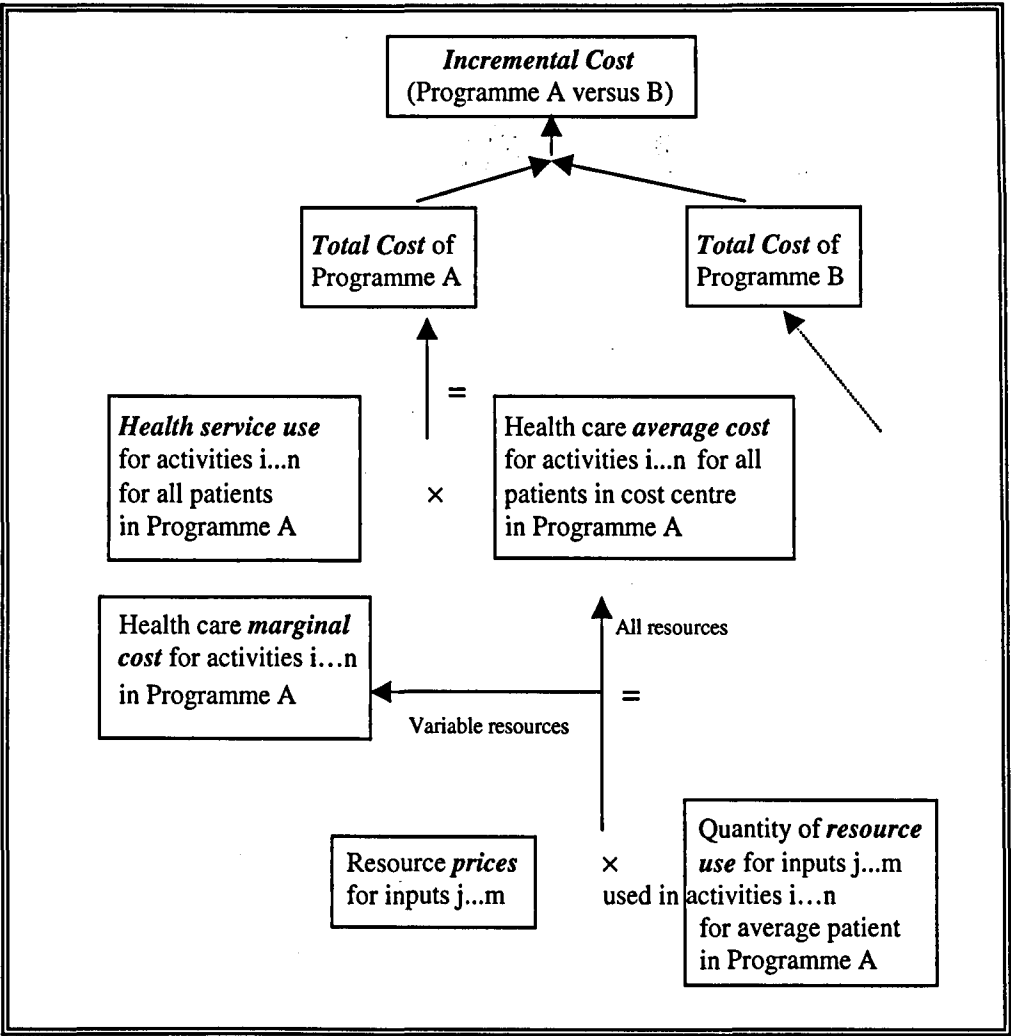 Incremental Cost
(Programme A versus B)
Total Cost of
Programme A
Total Cost of
Programme B
=
Health service use
for activities i...n
for all patients
in Programme A
×
Health care average cost
for activities i...n for all
patients in cost centre
in Programme A
Health care marginal
cost for activities i...n
in Programme A
All resources
=
Variable resources
Resource prices
for inputs j...m
×
Quantity of resource
use for inputs j...m
used in activities i...n
for average patient
in Programme A